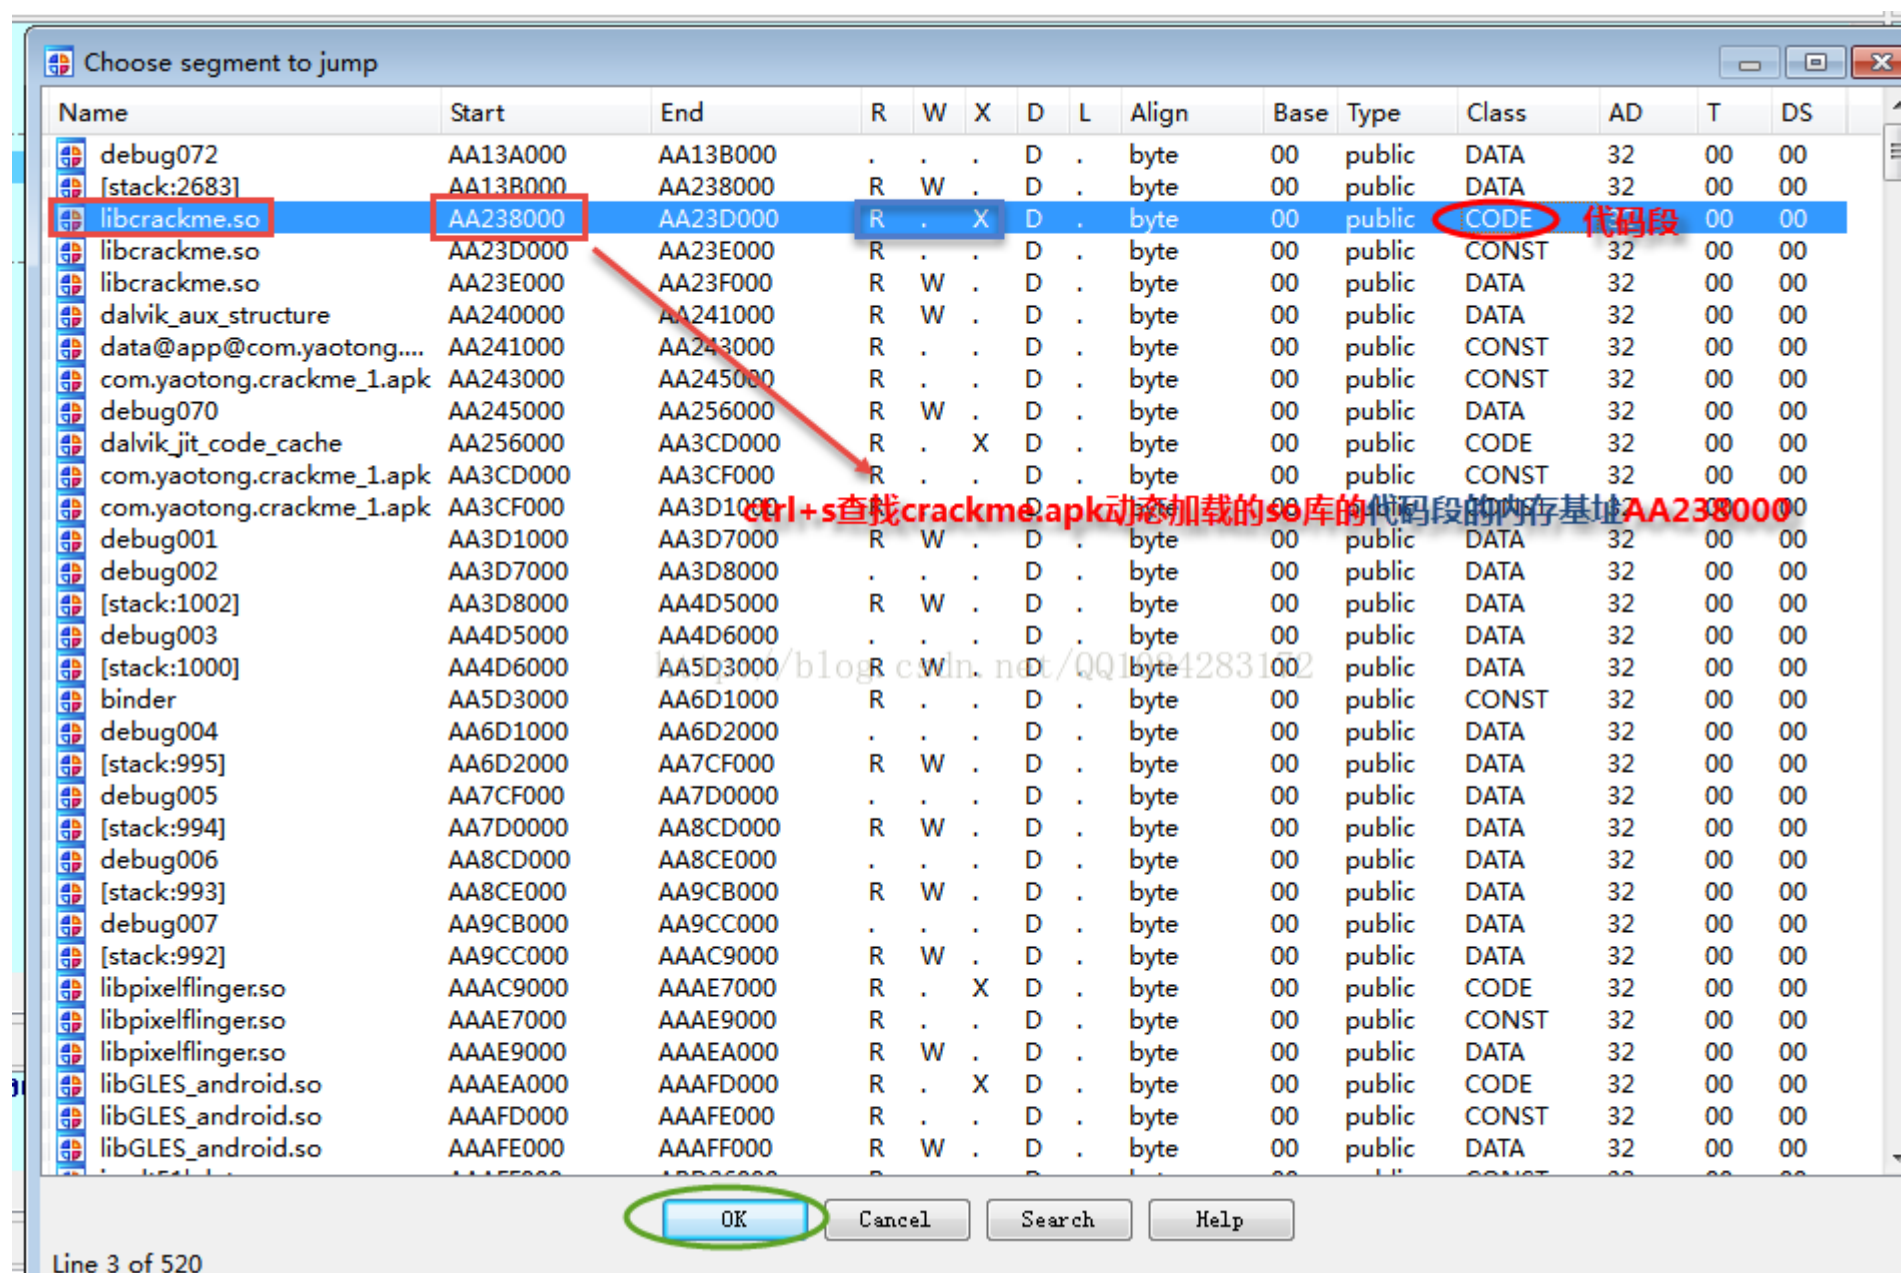 Choose segment to jump
Name Start End R W X D L Align Base Type Class AD T DS
debug072 AA13A000 AA13B000 . . . D . byte 00 public DATA 32 00 00
[stack:2683] AA13B000 AA238000 R W . D . byte 00 public DATA 32 00 00
libcrackme.so AA238000 AA23D000 R . X D . byte 00 public CODE 代码段 00 00
libcrackme.so AA23D000 AA23E000 R . . D . byte 00 public CONST 32 00 00
libcrackme.so AA23E000 AA23F000 R W . D . byte 00 public DATA 32 00 00
dalvik_aux_structure AA240000 AA241000 R W . D . byte 00 public DATA 32 00 00
data@app@com.yaotong.... AA241000 AA243000 R . . D . byte 00 public CONST 32 00 00
com.yaotong.crackme_1.apk AA243000 AA245000 R . . D . byte 00 public CONST 32 00 00
debug070 AA245000 AA256000 R W . D . byte 00 public DATA 32 00 00
dalvik_jit_code_cache AA256000 AA3CD000 R . X D . byte 00 public CODE 32 00 00
com.yaotong.crackme_1.apk AA3CD000 AA3CF000 R . . D . byte 00 public CONST 32 00 00
com.yaotong.crackme_1.apk AA3CF000 AA3D1000
ctrl+s查找crackme.apk动态加载的so库的代码段的内存基址AA238000
debug001 AA3D1000 AA3D7000 R W . D . byte 00 public DATA 32 00 00
debug002 AA3D7000 AA3D8000 . . . D . byte 00 public DATA 32 00 00
[stack:1002] AA3D8000 AA4D5000 R W . D . byte 00 public DATA 32 00 00
debug003 AA4D5000 AA4D6000 . . . D . byte 00 public DATA 32 00 00
[stack:1000] AA4D6000 AA5D3000 R W . D . byte 00 public DATA 32 00 00
http://blog.csdn.net/QQ1084283172
binder AA5D3000 AA6D1000 R . . D . byte 00 public CONST 32 00 00
debug004 AA6D1000 AA6D2000 . . . D . byte 00 public DATA 32 00 00
[stack:995] AA6D2000 AA7CF000 R W . D . byte 00 public DATA 32 00 00
debug005 AA7CF000 AA7D0000 . . . D . byte 00 public DATA 32 00 00
[stack:994] AA7D0000 AA8CD000 R W . D . byte 00 public DATA 32 00 00
debug006 AA8CD000 AA8CE000 . . . D . byte 00 public DATA 32 00 00
[stack:993] AA8CE000 AA9CB000 R W . D . byte 00 public DATA 32 00 00
debug007 AA9CB000 AA9CC000 . . . D . byte 00 public DATA 32 00 00
[stack:992] AA9CC000 AAAC9000 R W . D . byte 00 public DATA 32 00 00
libpixelflinger.so AAAC9000 AAAE7000 R . X D . byte 00 public CODE 32 00 00
libpixelflinger.so AAAE7000 AAAE9000 R . . D . byte 00 public CONST 32 00 00
libpixelflinger.so AAAE9000 AAAEA000 R W . D . byte 00 public DATA 32 00 00
libGLES_android.so AAAEA000 AAAFD000 R . X D . byte 00 public CODE 32 00 00
libGLES_android.so AAAFD000 AAAFE000 R . . D . byte 00 public CONST 32 00 00
libGLES_android.so AAAFE000 AAAFF000 R W . D . byte 00 public DATA 32 00 00
OK Cancel Search Help
Line 3 of 520